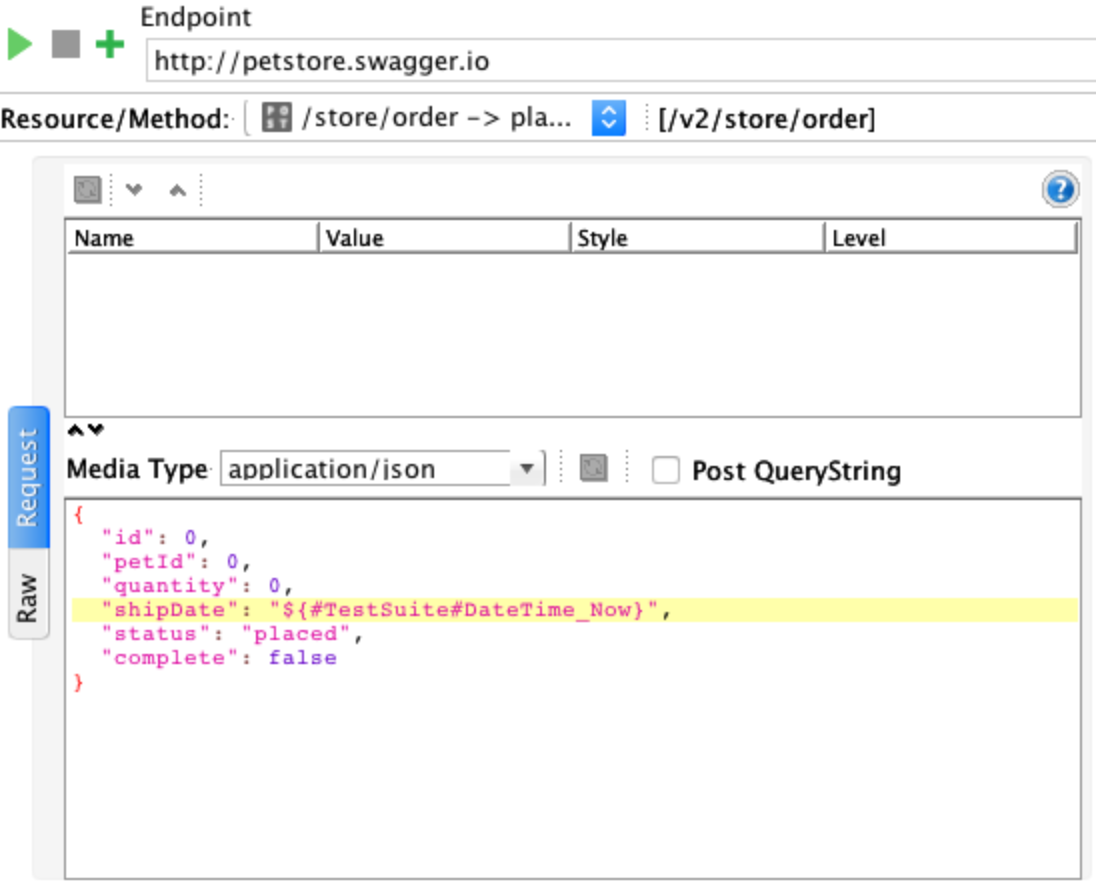 Endpoint
http://petstore.swagger.io
Resource/Method: /store/order -> pla... [/v2/store/order]
Name Value Style Level
Request
Raw
Media Type application/json Post QueryString
{
"id": 0,
"petId": 0,
"quantity": 0,
"shipDate": "${#TestSuite#DateTime_Now}",
"status": "placed",
"complete": false
}